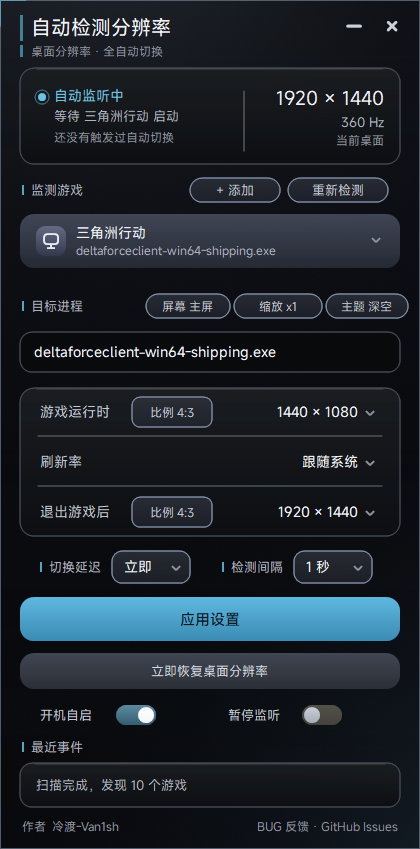 自动检测分辨率
桌面分辨率 · 全自动切换
自动监听中
等待 三角洲行动 启动
还没有触发过自动切换
1920 × 1440
360 Hz
当前桌面
监测游戏
+ 添加
重新检测
三角洲行动
deltaforceclient-win64-shipping.exe
目标进程
屏幕 主屏
缩放 x1
主题 深空
deltaforceclient-win64-shipping.exe
游戏运行时
比例 4:3
1440 × 1080
刷新率
跟随系统
退出游戏后
比例 4:3
1920 × 1440
切换延迟
立即
检测间隔
1 秒
应用设置
立即恢复桌面分辨率
开机自启
暂停监听
最近事件
扫描完成，发现 10 个游戏
作者 冷渡-Van1sh
BUG 反馈 · GitHub Issues